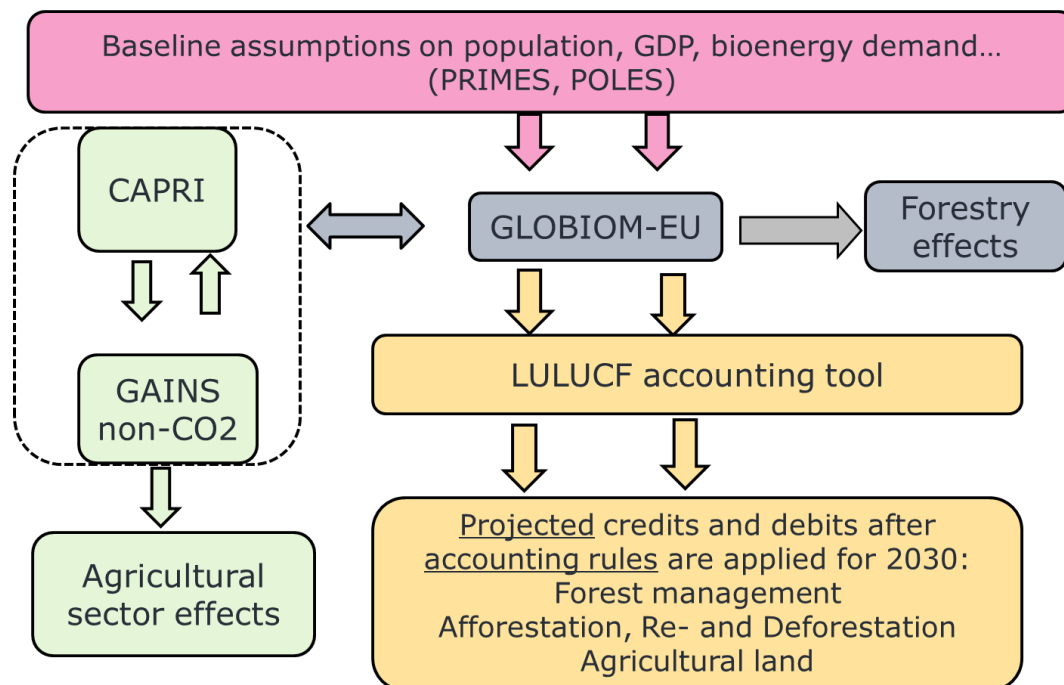 Baseline assumptions on population, GDP, bioenergy demand…
(PRIMES, POLES)
CAPRI
GLOBIOM-EU
Forestry
effects
GAINS
non-CO2
LULUCF accounting tool
Agricultural
sector effects
Projected credits and debits after
accounting rules are applied for 2030:
Forest management
Afforestation, Re- and Deforestation
Agricultural land